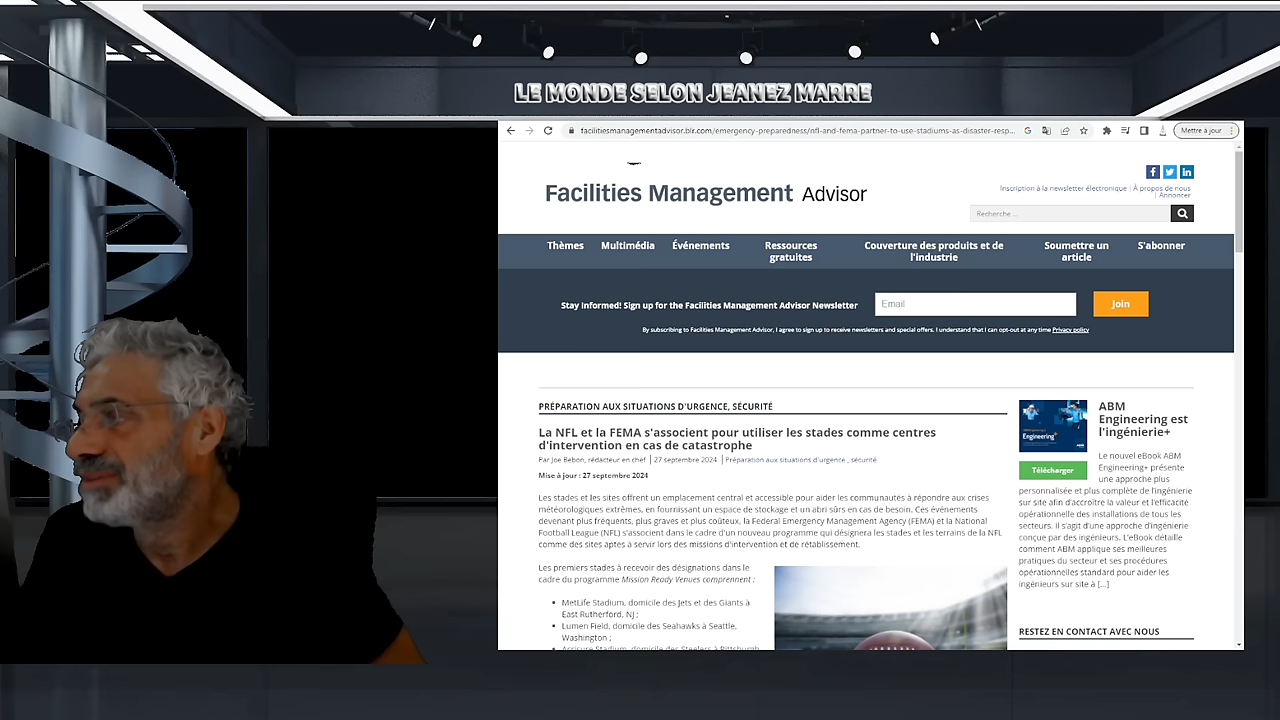 LE MONDE SELON JEANEZ MARRE
facilitiesmanagementadvisor.blr.com/emergency-preparedness/nfl-and-fema-partner-to-use-stadiums-as-disaster-resp...
Mettre à jour
Facilities Management Advisor
Inscription à la newsletter électronique | À propos de nous
| Annoncer
Recherche ...
Thèmes Multimédia Événements Ressources gratuites Couverture des produits et de l'industrie Soumettre un article S'abonner
Stay Informed! Sign up for the Facilities Management Advisor Newsletter
Email
Join
By subscribing to Facilities Management Advisor, I agree to sign up to receive newsletters and special offers. I understand that I can opt-out at any time Privacy policy
PRÉPARATION AUX SITUATIONS D'URGENCE, SÉCURITÉ
La NFL et la FEMA s'associent pour utiliser les stades comme centres
d'intervention en cas de catastrophe
Par Joe Bebon, rédacteur en chef | 27 septembre 2024 | Préparation aux situations d'urgence , sécurité
Mise à jour : 27 septembre 2024
Les stades et les sites offrent un emplacement central et accessible pour aider les communautés à répondre aux crises
météorologiques extrêmes, en fournissant un espace de stockage et un abri sûrs en cas de besoin. Ces événements
devenant plus fréquents, plus graves et plus coûteux, la Federal Emergency Management Agency (FEMA) et la National
Football League (NFL) s'associent dans le cadre d'un nouveau programme qui désignera les stades et les terrains de la NFL
comme des sites aptes à servir lors des missions d'intervention et de rétablissement.
Les premiers stades à recevoir des désignations dans le
cadre du programme Mission Ready Venues comprennent :
MetLife Stadium, domicile des Jets et des Giants à
East Rutherford, NJ ;
Lumen Field, domicile des Seahawks à Seattle,
Washington ;
Acrisure Stadium, domicile des Steelers à Pittsburgh
ABM
Engineering est
l'ingénierie+
Engineering+
Télécharger
Le nouvel eBook ABM
Engineering+ présente
une approche plus
personnalisée et plus complète de l'ingénierie
sur site afin d'accroître la valeur et l'efficacité
opérationnelle des installations de tous les
secteurs. Il s'agit d'une approche d'ingénierie
conçue par des ingénieurs. L'eBook détaille
comment ABM applique ses meilleures
pratiques du secteur et ses procédures
opérationnelles standard pour aider les
ingénieurs sur site à [...]
RESTEZ EN CONTACT AVEC NOUS